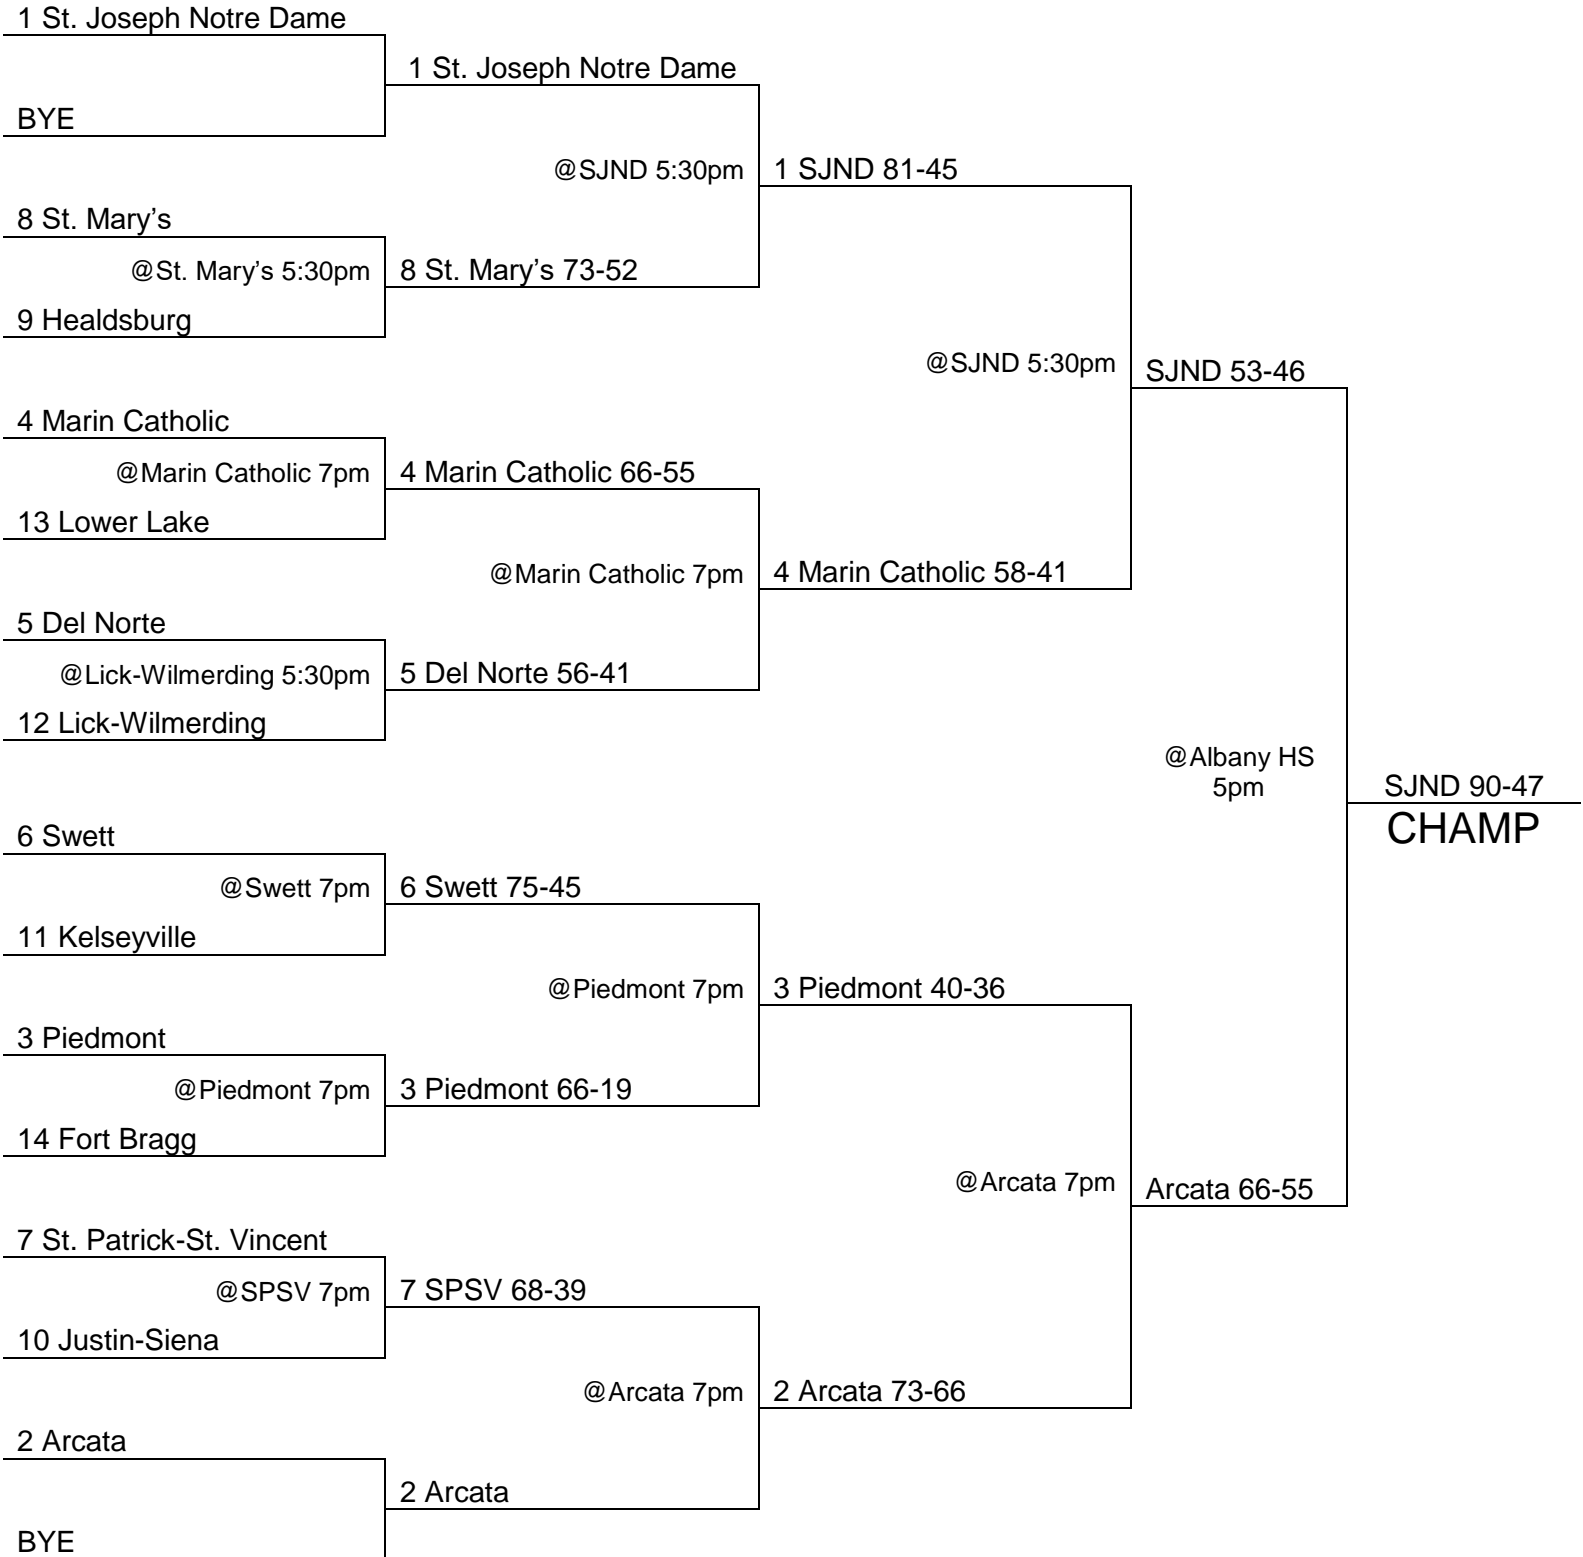 1 St. Joseph Notre Dame
1 St. Joseph Notre Dame
BYE
@SJND 5:30pm
1 SJND 81-45
8 St. Mary’s
@St. Mary’s 5:30pm
8 St. Mary’s 73-52
9 Healdsburg
@SJND 5:30pm
SJND 53-46
4 Marin Catholic
@Marin Catholic 7pm
4 Marin Catholic 66-55
13 Lower Lake
@Marin Catholic 7pm
4 Marin Catholic 58-41
5 Del Norte
@Lick-Wilmerding 5:30pm
5 Del Norte 56-41
12 Lick-Wilmerding
@Albany HS
5pm
SJND 90-47
CHAMP
6 Swett
@Swett 7pm
6 Swett 75-45
11 Kelseyville
@Piedmont 7pm
3 Piedmont 40-36
3 Piedmont
@Piedmont 7pm
3 Piedmont 66-19
14 Fort Bragg
@Arcata 7pm
Arcata 66-55
7 St. Patrick-St. Vincent
@SPSV 7pm
7 SPSV 68-39
10 Justin-Siena
@Arcata 7pm
2 Arcata 73-66
2 Arcata
2 Arcata
BYE